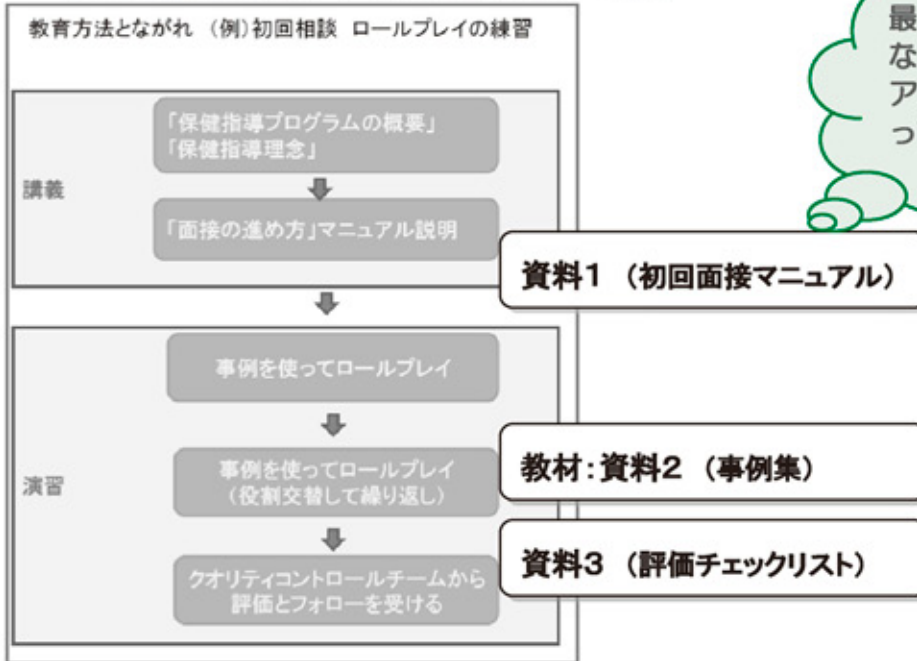 教育方法とながれ (例)初回相談 ロールプレイの練習
最
な
ア
っ
講義
「保健指導プログラムの概要」
「保健指導理念」
「面接の進め方」マニュアル説明
資料1 (初回面接マニュアル)
演習
事例を使ってロールプレイ
事例を使ってロールプレイ
(役割交替して繰り返し)
教材:資料2 (事例集)
クオリティコントロールチームから
評価とフォローを受ける
資料3 (評価チェックリスト)